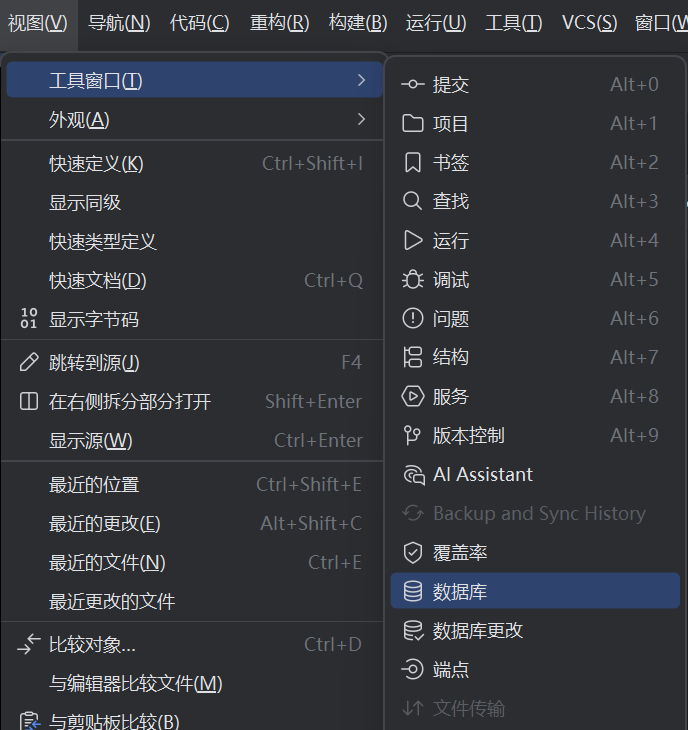 视图(V) 导航(N) 代码(C) 重构(R) 构建(B) 运行(U) 工具(T) VCS(S) 窗口(W
工具窗口(T)
外观(A)
快速定义(K) Ctrl+Shift+I
显示同级
快速类型定义
快速文档(D) Ctrl+Q
显示字节码
跳转到源(J) F4
在右侧拆分部分打开 Shift+Enter
显示源(W) Ctrl+Enter
最近的位置 Ctrl+Shift+E
最近的更改(E) Alt+Shift+C
最近的文件(N) Ctrl+E
最近更改的文件
比较对象... Ctrl+D
与编辑器比较文件(M)
与剪贴板比较(B)
提交 Alt+0
项目 Alt+1
书签 Alt+2
查找 Alt+3
运行 Alt+4
调试 Alt+5
问题 Alt+6
结构 Alt+7
服务 Alt+8
版本控制 Alt+9
AI Assistant
Backup and Sync History
覆盖率
数据库
数据库更改
端点
文件传输